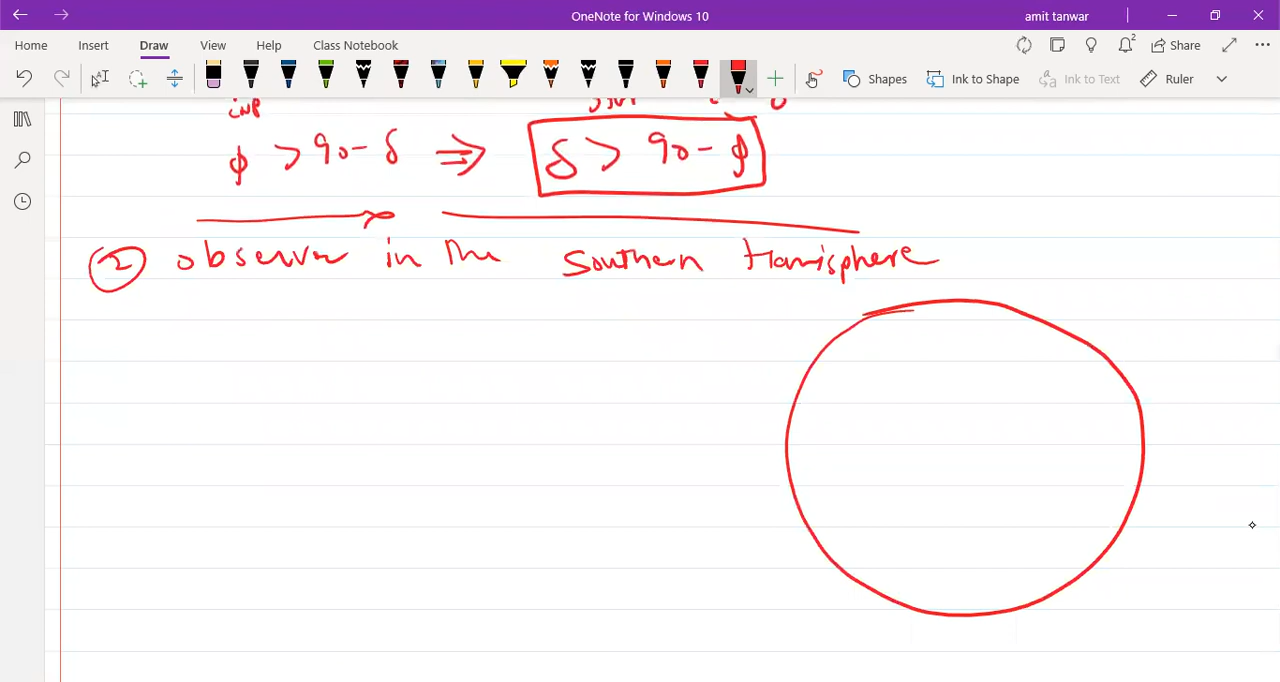 OneNote for Windows 10
amit tanwar
Home Insert Draw View Help Class Notebook
Share
Shapes Ink to Shape Ink to Text Ruler
φ > 90 - δ ⇒ δ > 90 - φ
② observer in the Southern Hemisphere